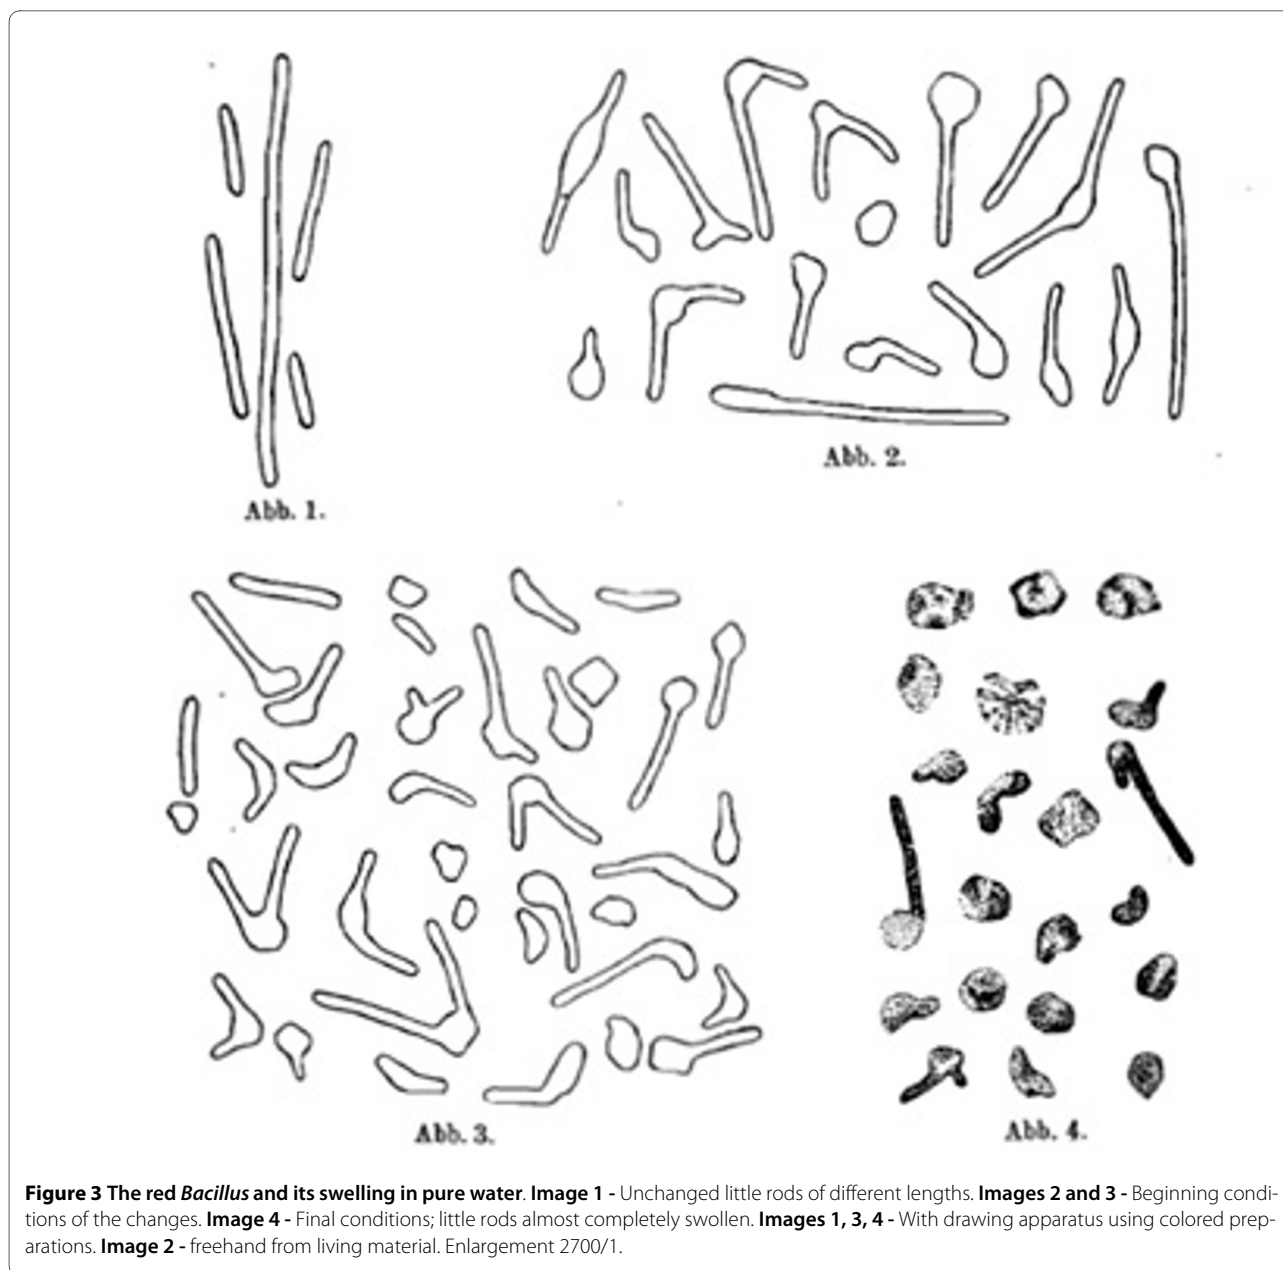 Abb. 1.
Abb. 2.
Abb. 3.
Abb. 4.
Figure 3 The red Bacillus and its swelling in pure water. Image 1 - Unchanged little rods of different lengths. Images 2 and 3 - Beginning condi-
tions of the changes. Image 4 - Final conditions; little rods almost completely swollen. Images 1, 3, 4 - With drawing apparatus using colored prep-
arations. Image 2 - freehand from living material. Enlargement 2700/1.